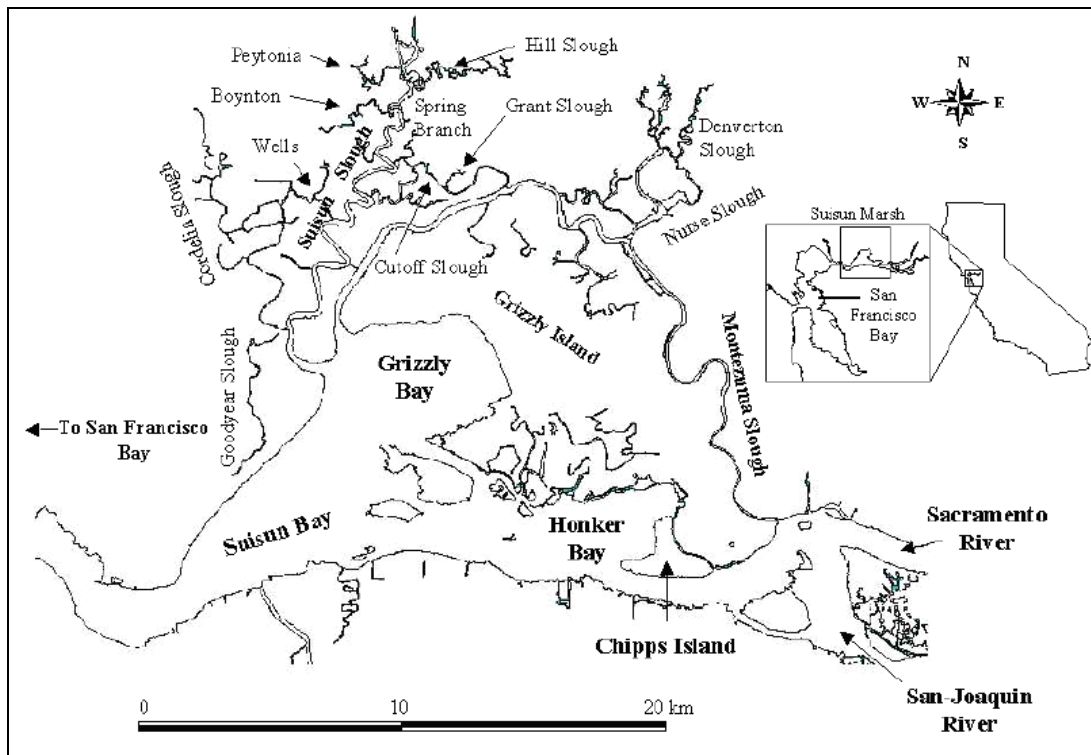 Peytonia
Hill Slough
Boynton
Spring
Branch
Grant Slough
Wells
Denverton
Slough
N
W
E
S
Cordelia Slough
Suisun Slough
Cutoff Slough
Nurse Slough
Suisun Marsh
San
Francisco
Bay
Grizzly Island
Grizzly
Bay
Montezuma Slough
Goodyear Slough
To San Francisco
Bay
Suisun Bay
Honker
Bay
Sacramento
River
Chipps Island
San-Joaquin
River
0
10
20 km